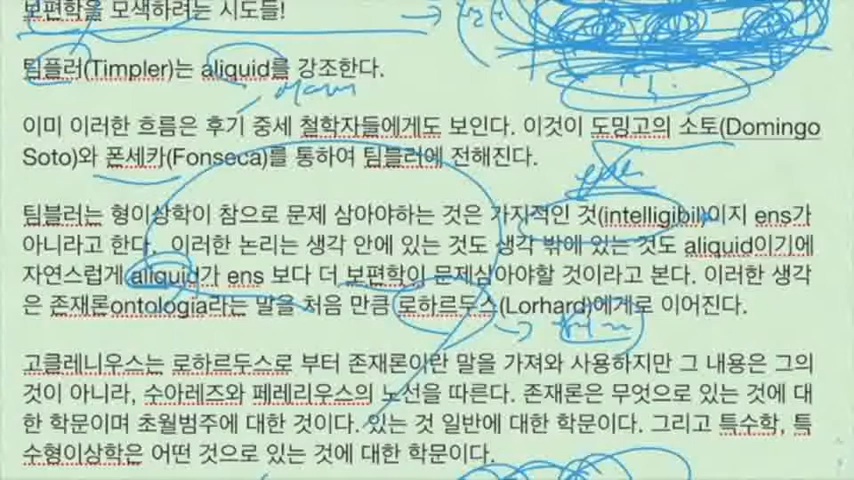 보편학을 모색하려는 시도들!
팀플러(Timpler)는 aliquid를 강조한다.
이미 이러한 흐름은 후기 중세 철학자들에게도 보인다. 이것이 도밍고의 소토(Domingo
Soto)와 폰세카(Fonseca)를 통하여 팀블러에 전해진다.
팀블러는 형이상학이 참으로 문제 삼아야하는 것은 가지적인 것(intelligibil)이지 ens가
아니라고 한다. 이러한 논리는 생각 안에 있는 것도 생각 밖에 있는 것도 aliquid이기에
자연스럽게 aliquid가 ens 보다 더 보편학이 문제삼아야할 것이라고 본다. 이러한 생각
은 존재론ontologia라는 말을 처음 만큼 로하르두스(Lorhard)에게로 이어진다.
고클레니우스는 로하르두스로 부터 존재론이란 말을 가져와 사용하지만 그 내용은 그의
것이 아니라, 수아레즈와 페레리우스의 노선을 따른다. 존재론은 무엇으로 있는 것에 대
한 학문이며 초월범주에 대한 것이다. 있는 것 일반에 대한 학문이다. 그리고 특수학, 특
수형이상학은 어떤 것으로 있는 것에 대한 학문이다.